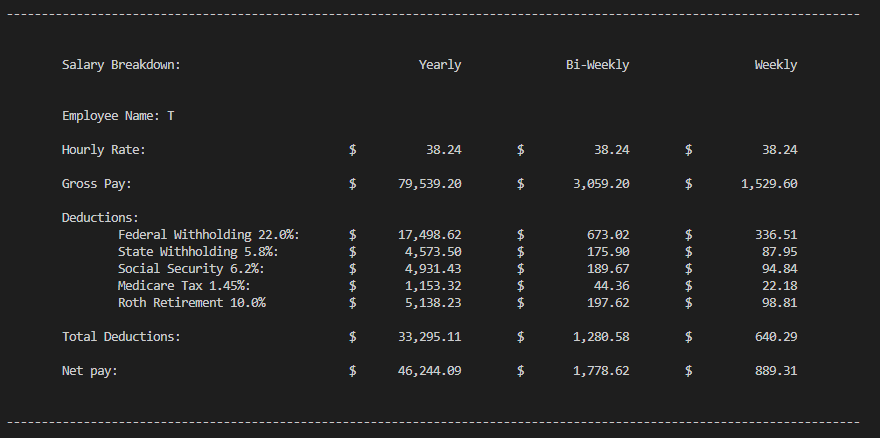 --------------------------------------------------------------------------------------------------------------------------
Salary Breakdown: Yearly Bi-Weekly Weekly
Employee Name: T
Hourly Rate: $ 38.24 $ 38.24 $ 38.24
Gross Pay: $ 79,539.20 $ 3,059.20 $ 1,529.60
Deductions:
Federal Withholding 22.0%: $ 17,498.62 $ 673.02 $ 336.51
State Withholding 5.8%: $ 4,573.50 $ 175.90 $ 87.95
Social Security 6.2%: $ 4,931.43 $ 189.67 $ 94.84
Medicare Tax 1.45%: $ 1,153.32 $ 44.36 $ 22.18
Roth Retirement 10.0% $ 5,138.23 $ 197.62 $ 98.81
Total Deductions: $ 33,295.11 $ 1,280.58 $ 640.29
Net pay: $ 46,244.09 $ 1,778.62 $ 889.31
--------------------------------------------------------------------------------------------------------------------------